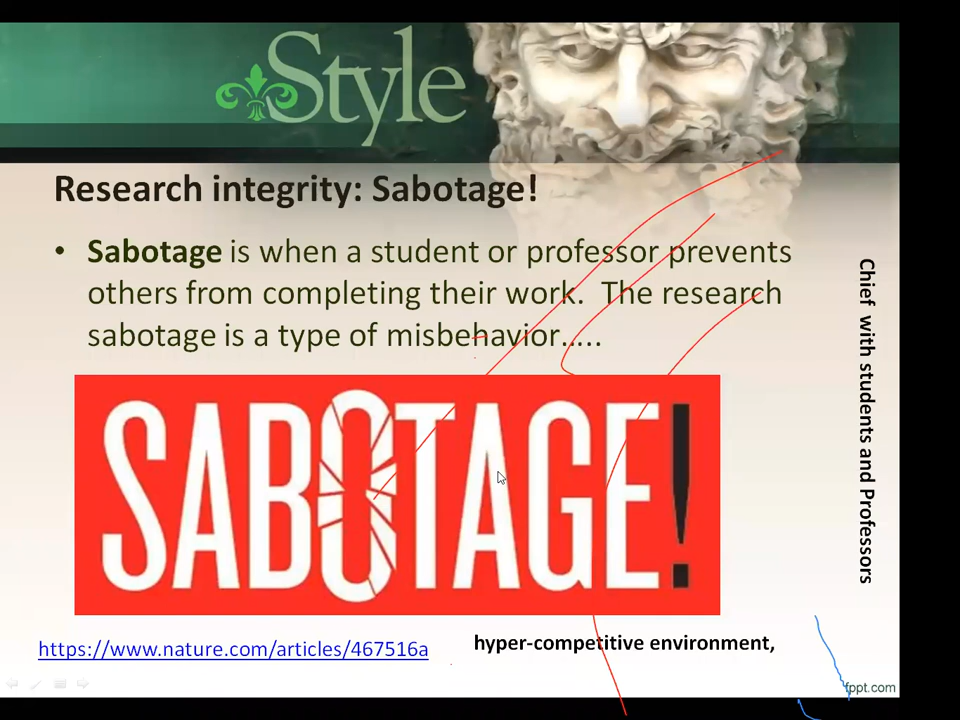 Style
Research integrity: Sabotage!
• Sabotage is when a student or professor prevents
others from completing their work. The research
sabotage is a type of misbehavior.....
SABOTAGE!
Chief with students and Professors
https://www.nature.com/articles/467516a
hyper-competitive environment,
fppt.com